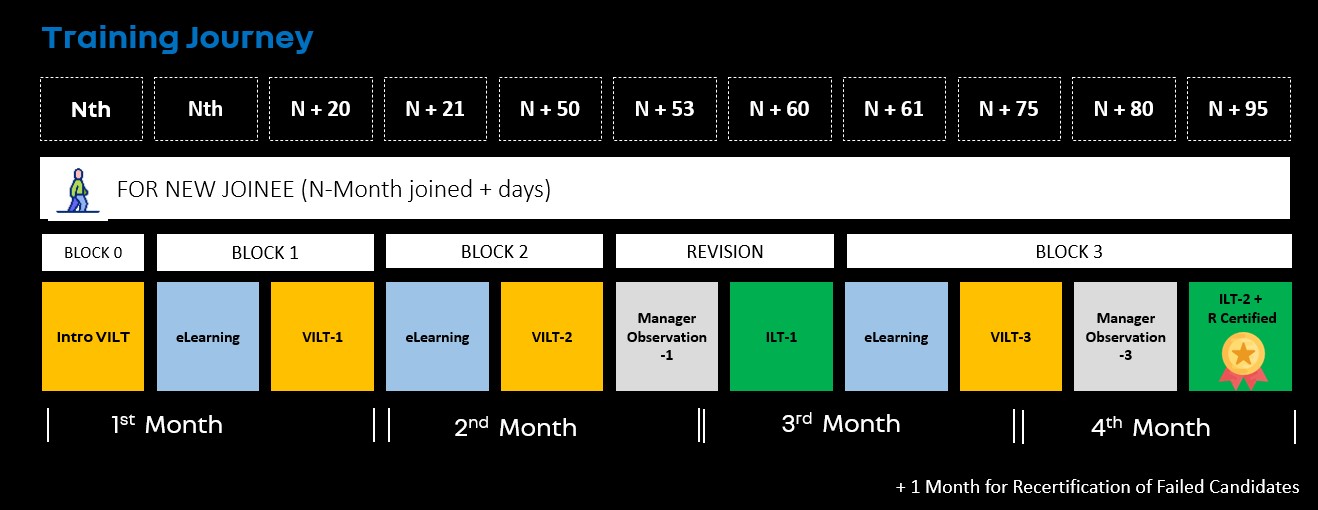 Training Journey
Nth Nth N + 20 N + 21 N + 50 N + 53 N + 60 N + 61 N + 75 N + 80 N + 95
FOR NEW JOINEE (N-Month joined + days)
BLOCK 0 BLOCK 1 BLOCK 2 REVISION BLOCK 3
Intro VILT
eLearning
VILT-1
eLearning
VILT-2
Manager
Observation
-1
ILT-1
eLearning
VILT-3
Manager
Observation
-3
ILT-2 +
R Certified
1st Month 2nd Month 3rd Month 4th Month
+ 1 Month for Recertification of Failed Candidates